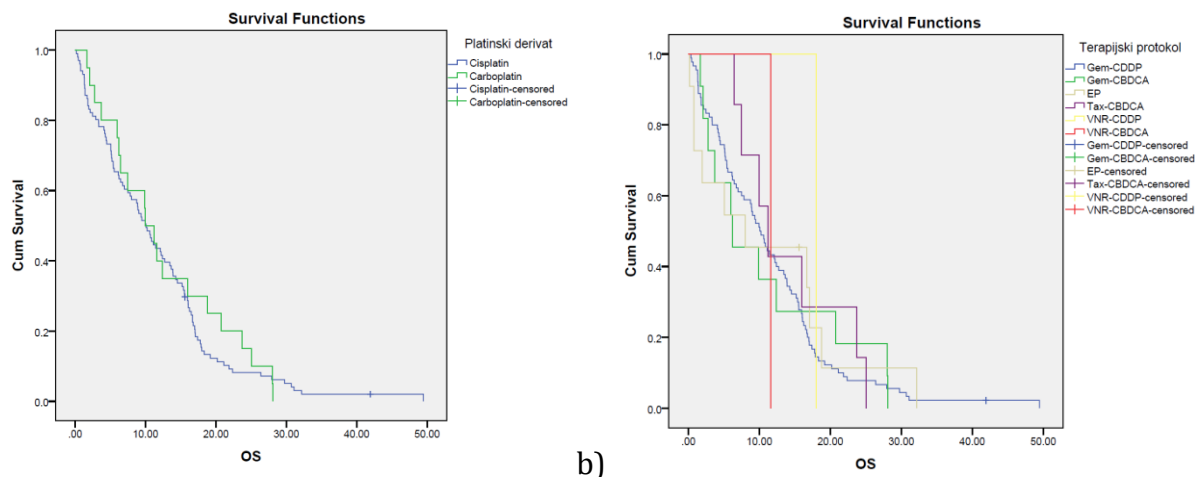 Survival Functions
Platinski derivat
Cisplatin
Carboplatin
Cisplatin-censored
Carboplatin-censored
Cum Survival
1.0
0.8
0.6
0.4
0.2
0.0
.00 10.00 20.00 30.00 40.00 50.00
OS
b)
Survival Functions
Terapijski protokol
Gem-CDDP
Gem-CBDCA
EP
Tax-CBDCA
VNR-CDDP
VNR-CBDCA
Gem-CDDP-censored
Gem-CBDCA-censored
EP-censored
Tax-CBDCA-censored
VNR-CDDP-censored
VNR-CBDCA-censored
Cum Survival
1.0
0.8
0.6
0.4
0.2
0.0
.00 10.00 20.00 30.00 40.00 50.00
OS